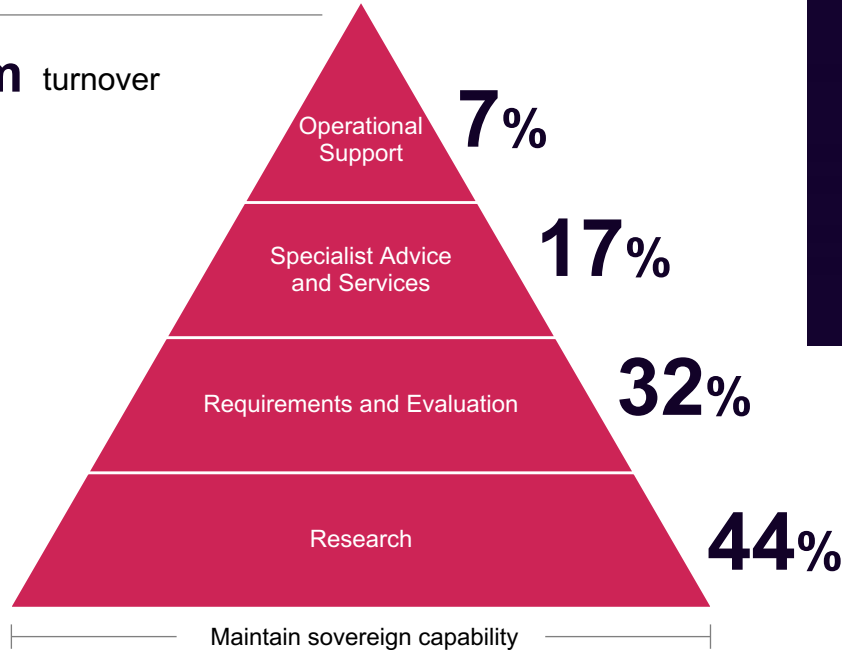 turnover
Operational
Support
7%
Specialist Advice
and Services
17%
Requirements and Evaluation
32%
Research
44%
Maintain sovereign capability